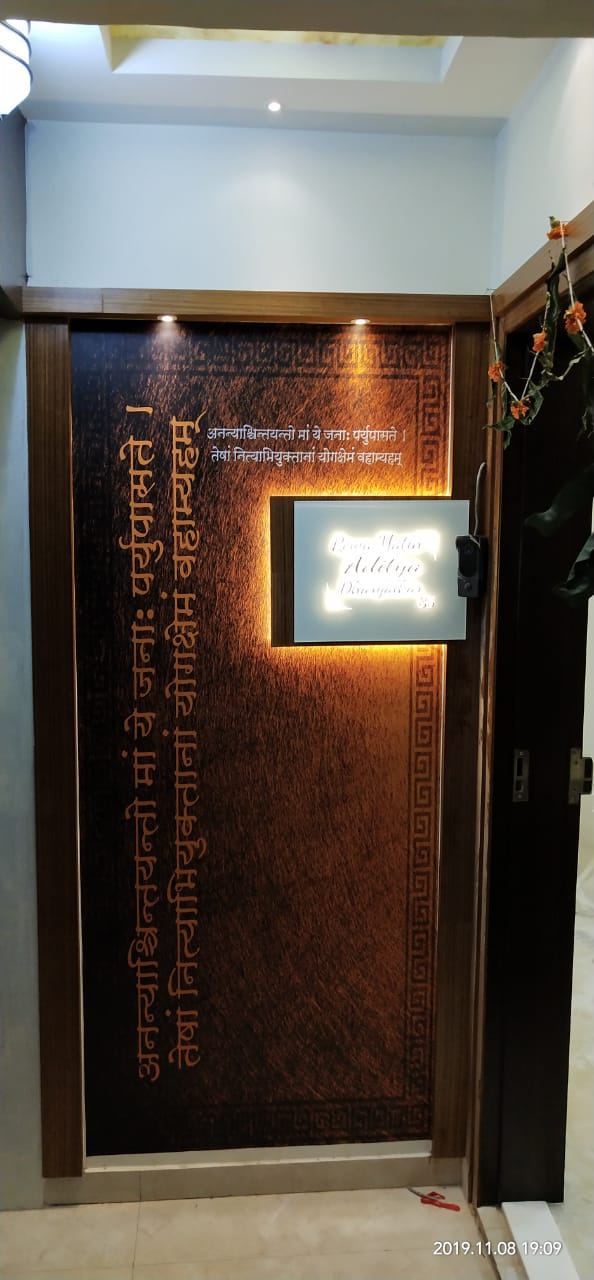 अनन्याश्चिन्तयन्तो मां ये जनाः पर्युपासते ।
तेषां नित्याभियुक्तानां योगक्षेमं वहाम्यहम्
अनन्याश्चिन्तयन्तो मां ये जनाः पर्युपासते ।
तेषां नित्याभियुक्तानां योगक्षेमं वहाम्यहम्
Aditya
2019.11.08 19:09